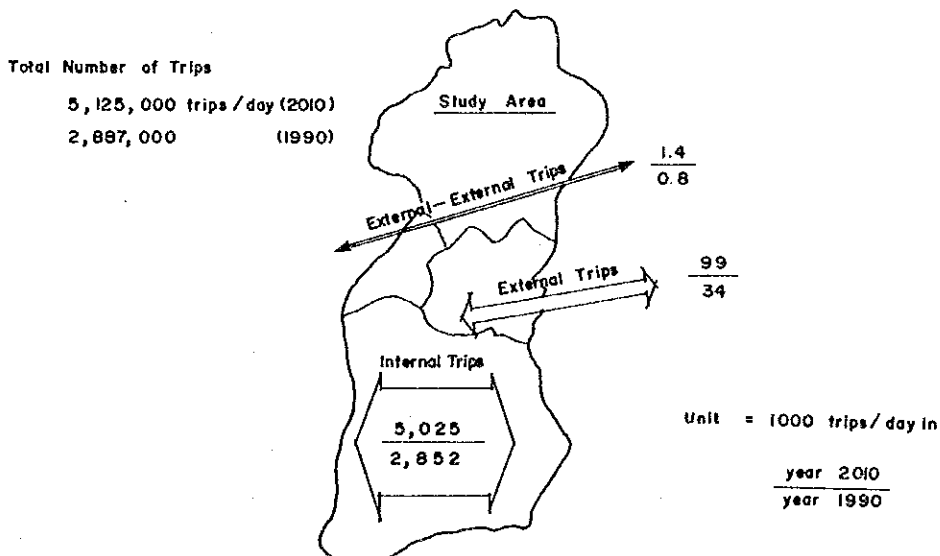 Total Number of Trips
5,125,000 trips/day (2010)
2,887,000 (1990)
Study Area
External-External Trips
1.4
0.8
External Trips
99
34
Internal Trips
5,025
2,852
Unit = 1000 trips/day in
year 2010
year 1990